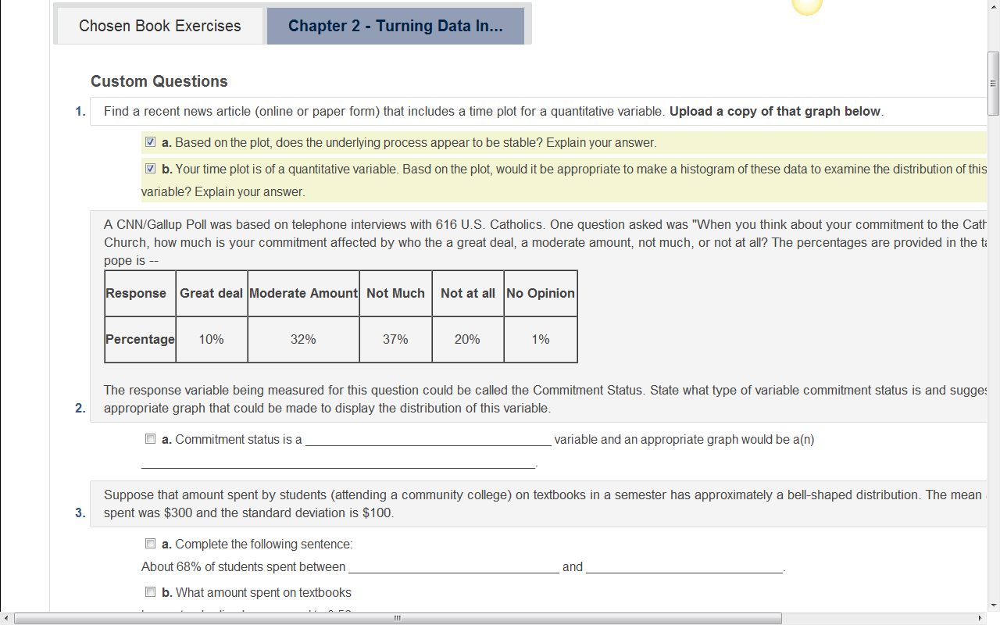 Chosen Book Exercises
Chapter 2 - Turning Data In...
Custom Questions
1. Find a recent news article (online or paper form) that includes a time plot for a quantitative variable. Upload a copy of that graph below.
a. Based on the plot, does the underlying process appear to be stable? Explain your answer.
b. Your time plot is of a quantitative variable. Basd on the plot, would it be appropriate to make a histogram of these data to examine the distribution of this
variable? Explain your answer.
A CNN/Gallup Poll was based on telephone interviews with 616 U.S. Catholics. One question asked was "When you think about your commitment to the Cath
Church, how much is your commitment affected by who the a great deal, a moderate amount, not much, or not at all? The percentages are provided in the
pope is --
Response Great deal Moderate Amount Not Much Not at all No Opinion
Percentage 10% 32% 37% 20% 1%
The response variable being measured for this question could be called the Commitment Status. State what type of variable commitment status is and sugges
2. appropriate graph that could be made to display the distribution of this variable.
a. Commitment status is a ______ variable and an appropriate graph would be a(n)
______.
Suppose that amount spent by students (attending a community college) on textbooks in a semester has approximately a bell-shaped distribution. The mean
3. spent was $300 and the standard deviation is $100.
a. Complete the following sentence:
About 68% of students spent between ______ and ______.
b. What amount spent on textbooks